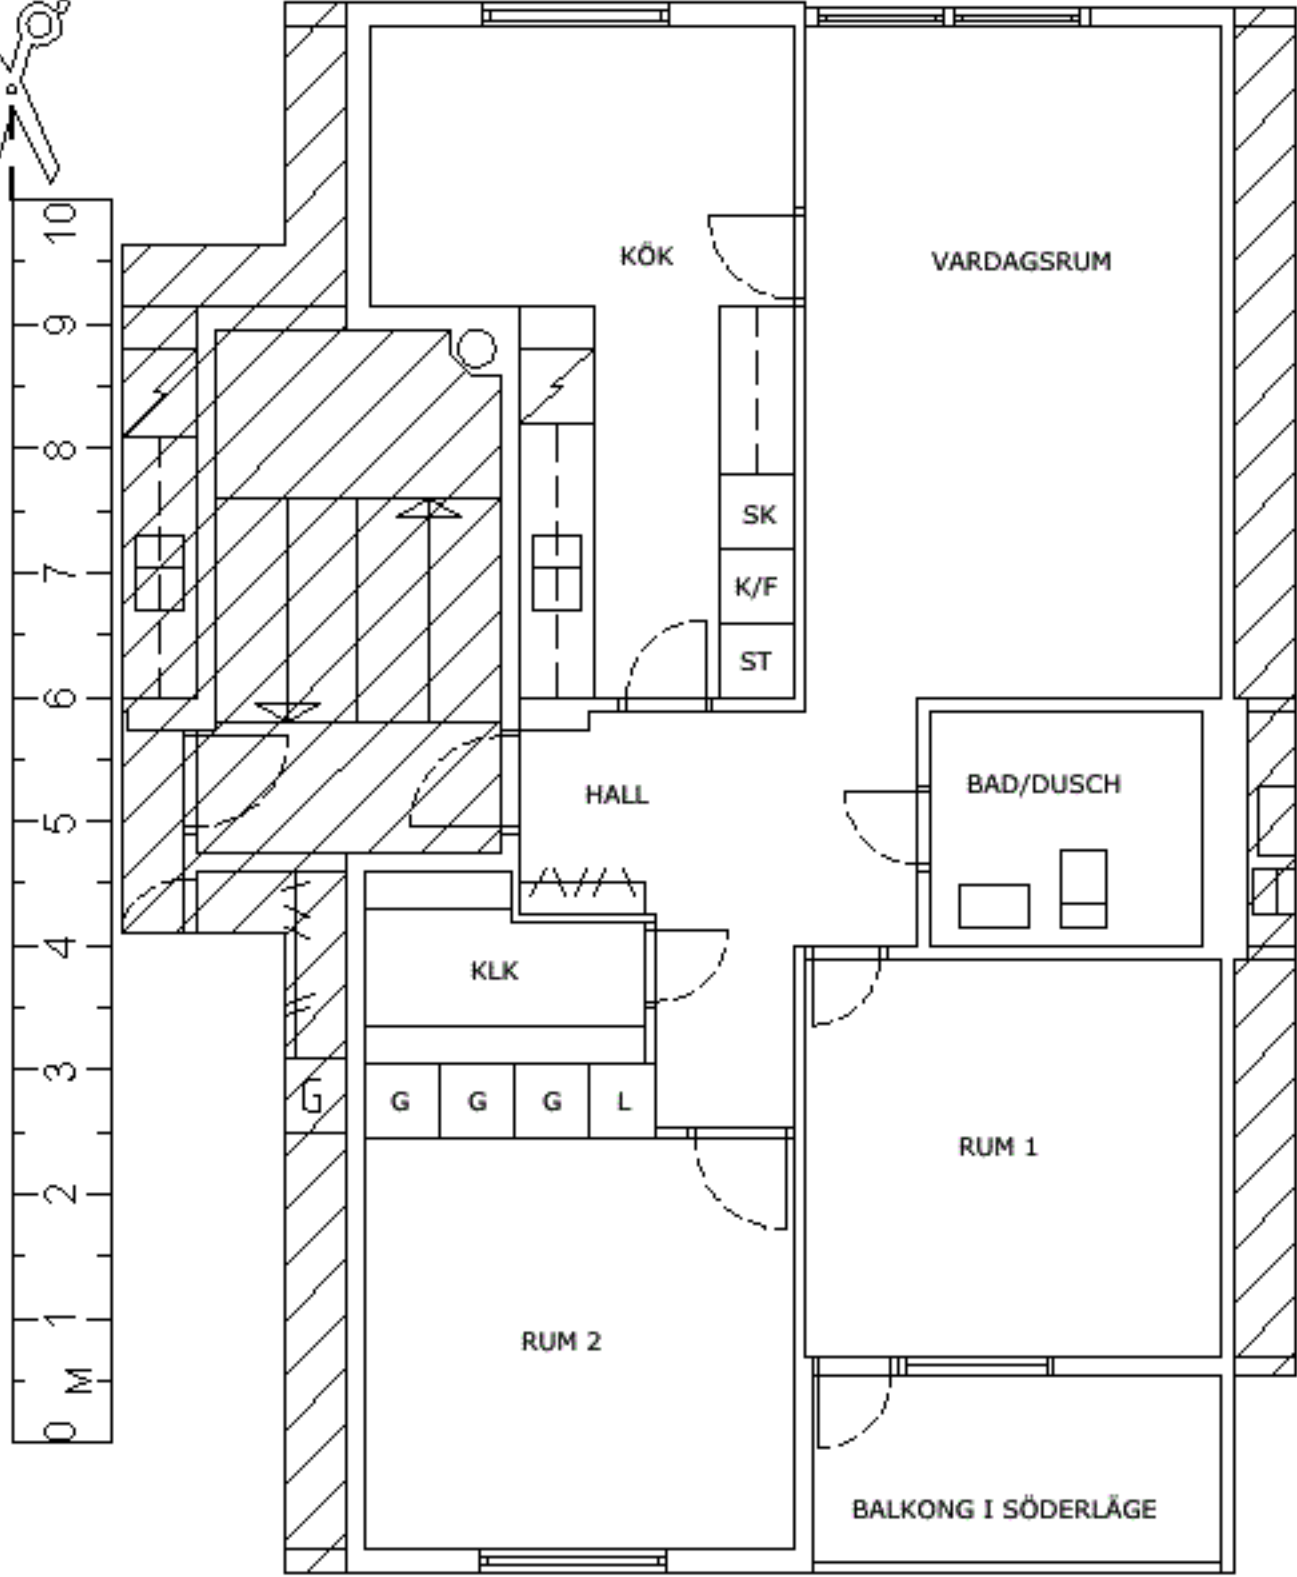 10
9
8
7
6
5
4
3
2
1
M
0
KÖK
VARDAGSRUM
SK
K/F
ST
HALL
BAD/DUSCH
KLK
G
G
G
G
L
RUM 1
RUM 2
BALKONG I SÖDERLÄGE